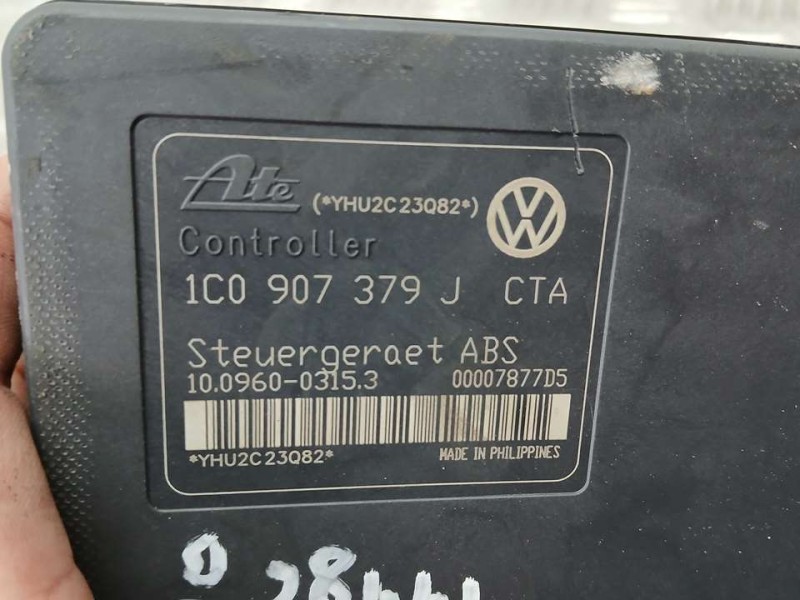 Ate (*YHU2C23Q82*)
Controller
1C0 907 379 J CTA
Steuergeraet ABS
10.0960-0315.3 00007877D5
*YHU2C23Q82*
MADE IN PHILIPPINES